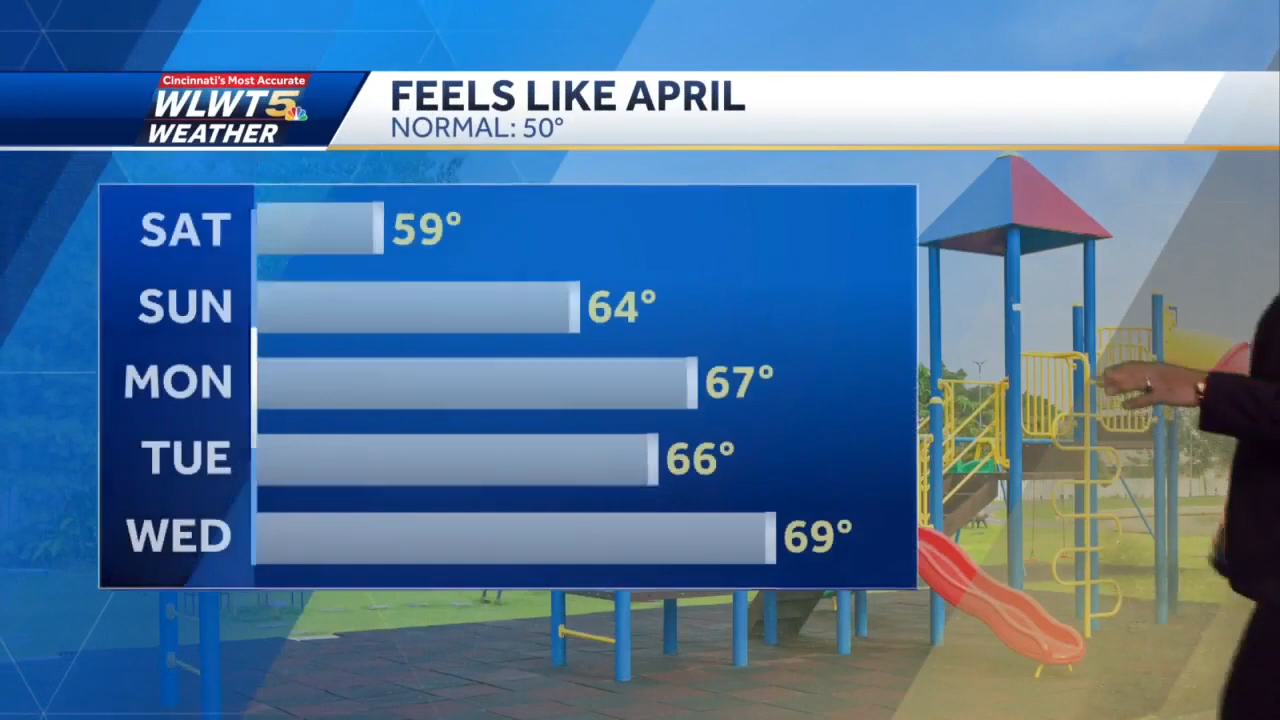 Cincinnati's Most Accurate
WLWT5
WEATHER
FEELS LIKE APRIL
NORMAL: 50°
SAT 59°
SUN 64°
MON 67°
TUE 66°
WED 69°